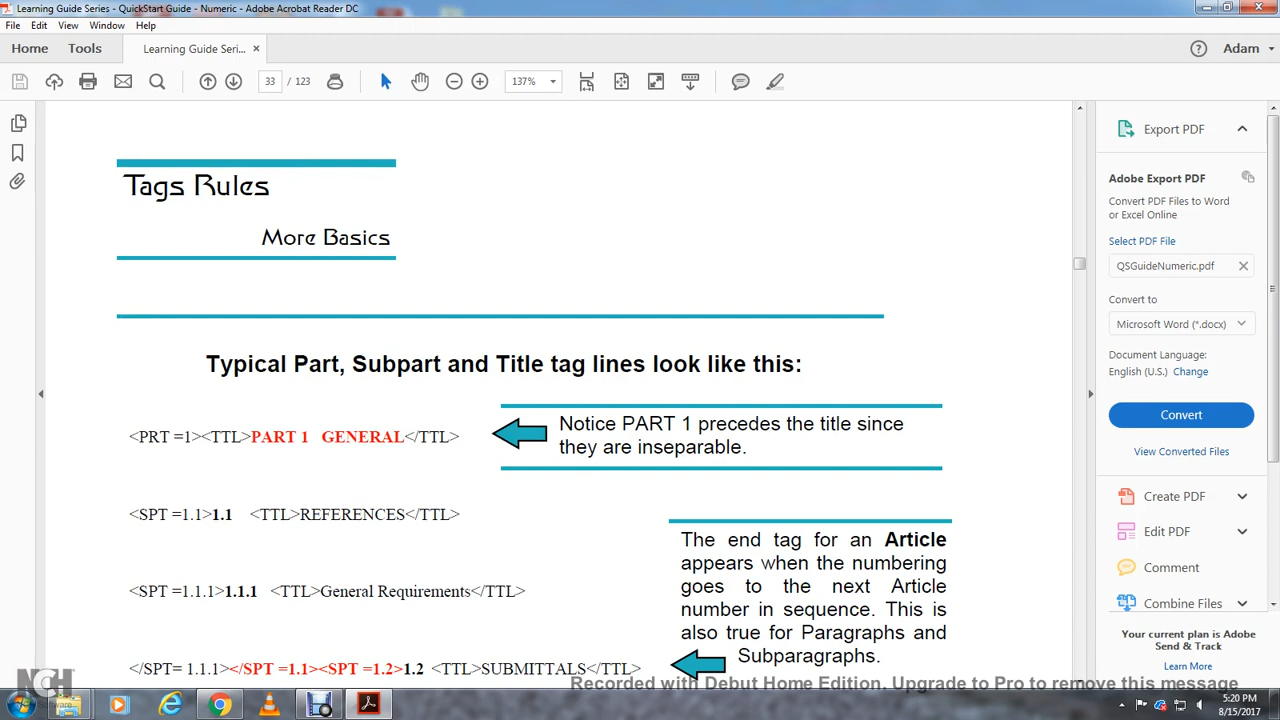 Learning Guide Series - QuickStart Guide - Numeric - Adobe Acrobat Reader DC
File Edit View Window Help
Home Tools Learning Guide Seri... × Adam
33 / 123 137%
Export PDF
Adobe Export PDF
Convert PDF Files to Word
or Excel Online
Select PDF File
QSGuideNumeric.pdf
Convert to
Microsoft Word (*.docx)
Document Language:
English (U.S.) Change
Convert
View Converted Files
Create PDF
Edit PDF
Comment
Combine Files
Your current plan is Adobe
Send & Track
Learn More
Tags Rules
More Basics
Typical Part, Subpart and Title tag lines look like this:
<PRT =1><TTL>PART 1 GENERAL</TTL>
Notice PART 1 precedes the title since
they are inseparable.
<SPT =1.1>1.1 <TTL>REFERENCES</TTL>
The end tag for an Article
appears when the numbering
goes to the next Article
number in sequence. This is
also true for Paragraphs and
Subparagraphs.
<SPT =1.1.1>1.1.1 <TTL>General Requirements</TTL>
</SPT= 1.1.1></SPT =1.1><SPT =1.2>1.2 <TTL>SUBMITTALS</TTL>
NCH
Software
Recorded with Debut Home Edition. Upgrade to Pro to remove this message
5:20 PM
8/15/2017